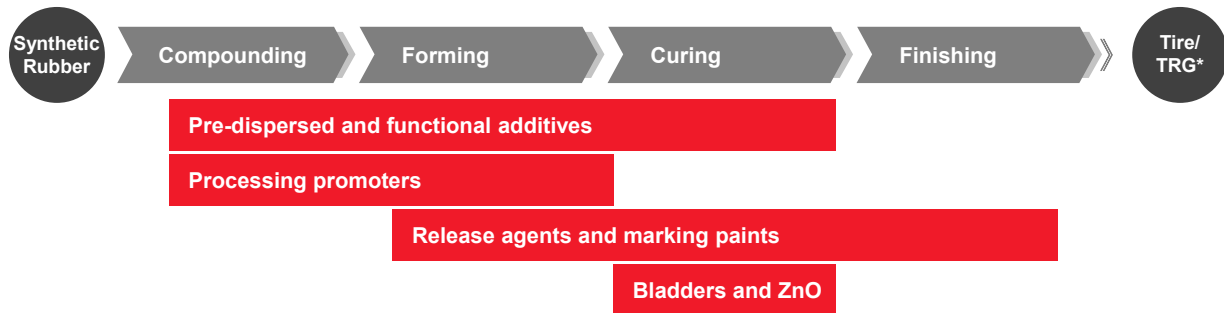 Synthetic
Rubber
Compounding
Forming
Curing
Finishing
Tire/
TRG*
Pre-dispersed and functional additives
Processing promoters
Release agents and marking paints
Bladders and ZnO